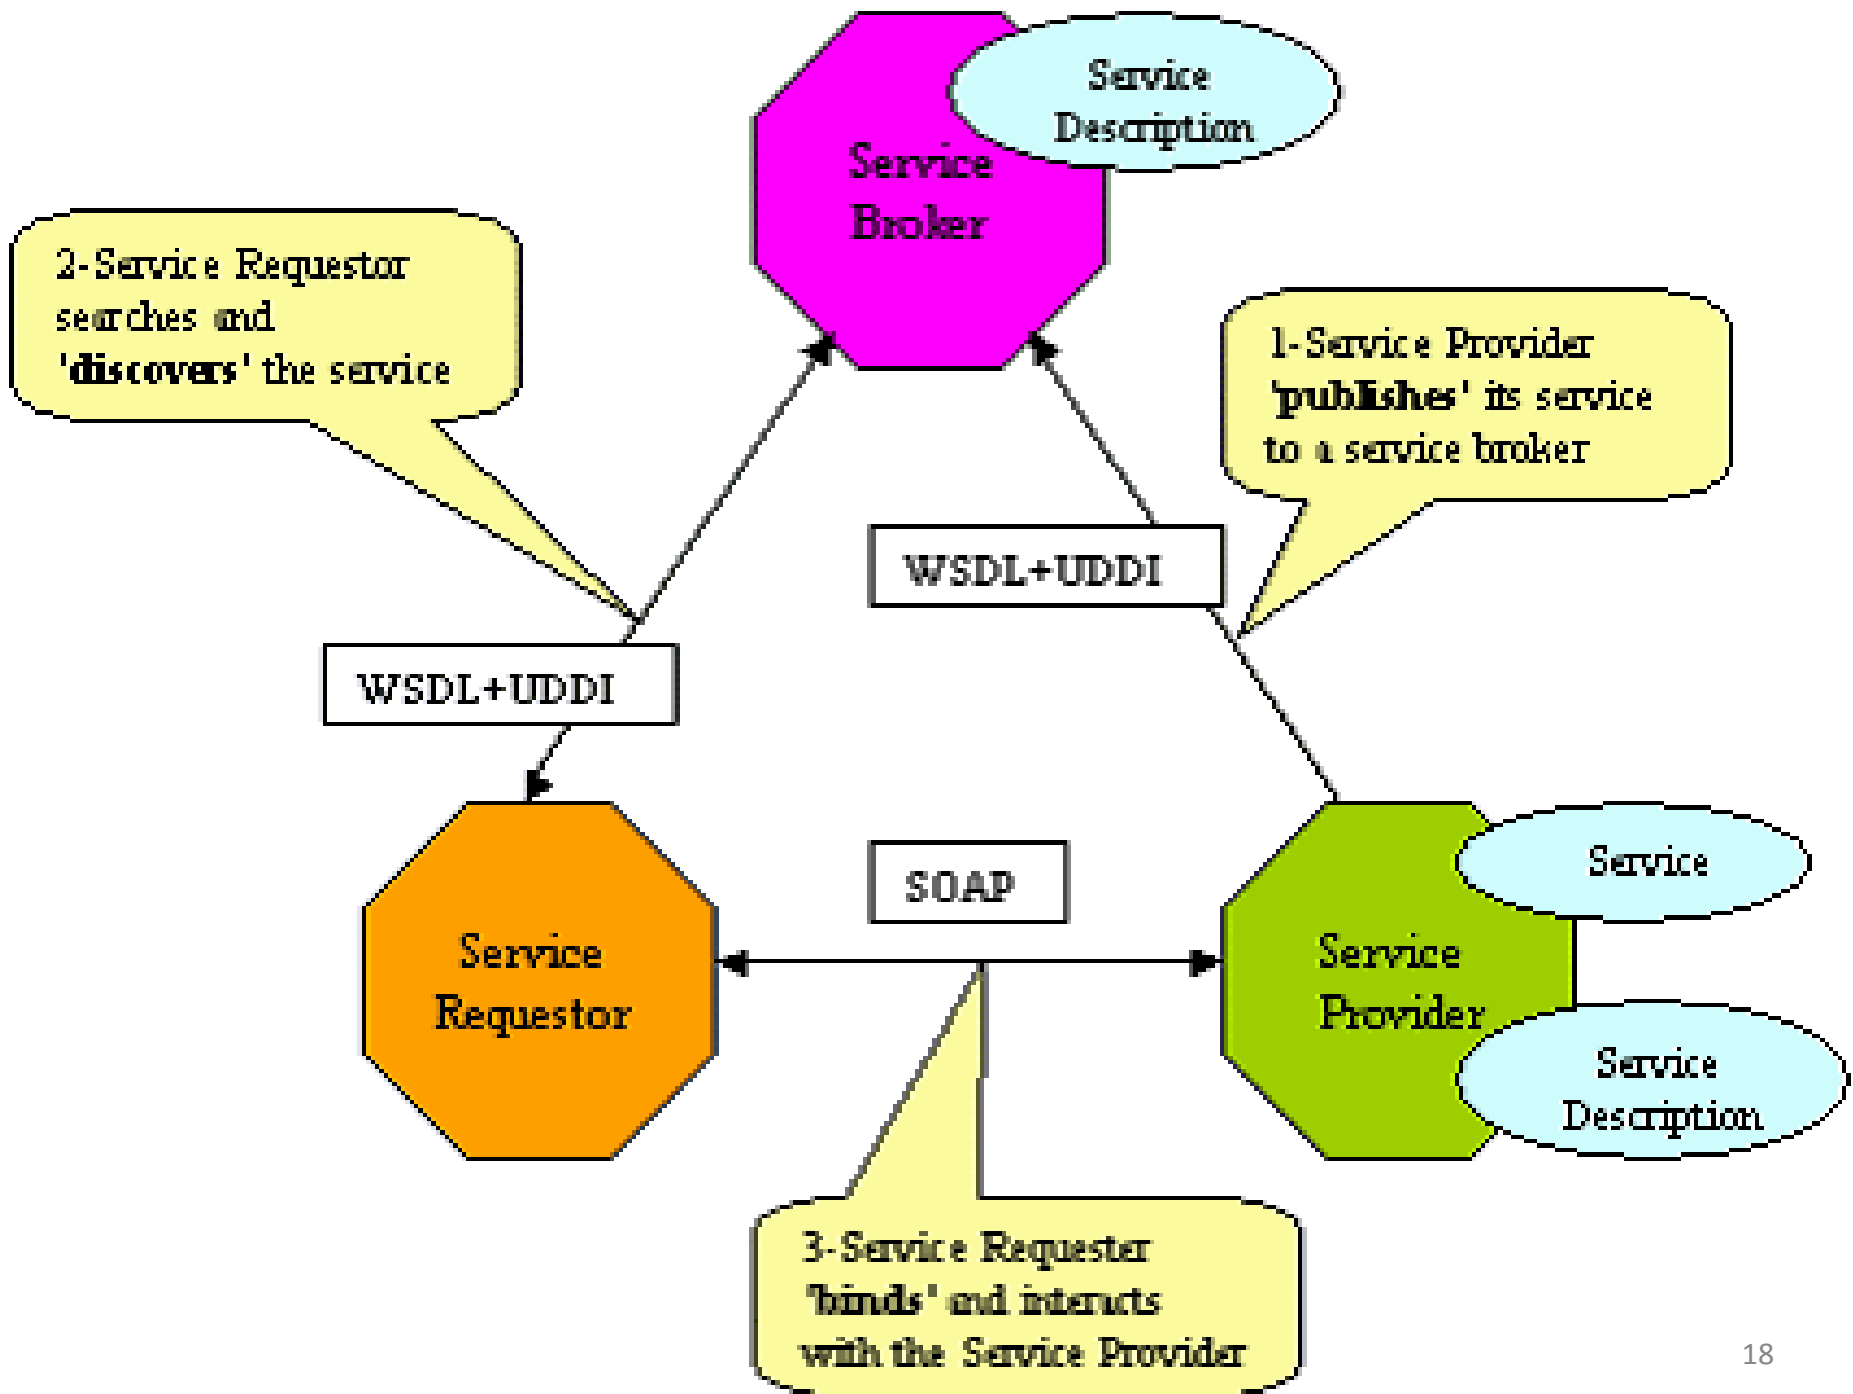 Service
Description
Service
Broker
2-Service Requestor
searches and
'discovers' the service
1-Service Provider
'publishes' its service
to a service broker
WSDL+UDDI
WSDL+UDDI
SOAP
Service
Requestor
Service
Provider
Service
Service
Description
3-Service Requester
'binds' and interacts
with the Service Provider
18